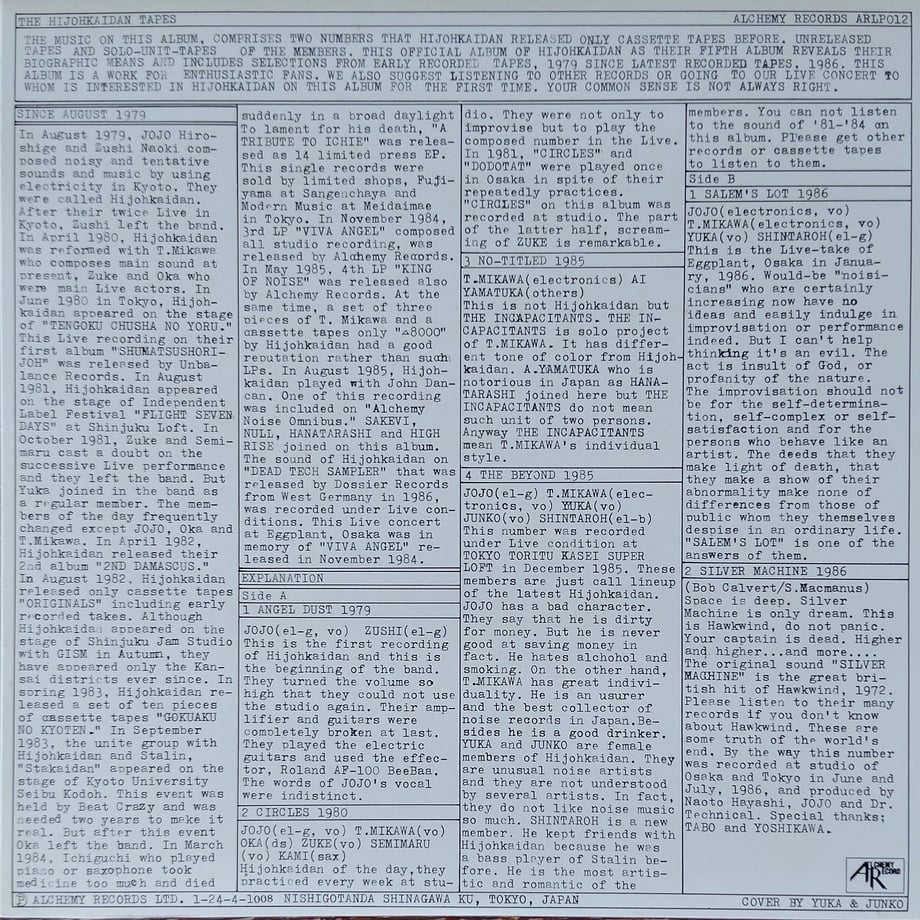 THE HIJOHKAIDAN TAPES
ALCHEMY RECORDS ARLP012
THE MUSIC ON THIS ALBUM, COMPRISES TWO NUMBERS THAT HIJOHKAIDAN RELEASED ONLY CASSETTE TAPES BEFORE, UNRELEASED
TAPES AND SOLO-UNIT-TAPES OF THE MEMBERS. THIS OFFICIAL ALBUM OF HIJOHKAIDAN AS THEIR FIFTH ALBUM REVEALS THEIR
BIOGRAPHIC MEANS AND INCLUDES SELECTIONS FROM EARLY RECORDED TAPES, 1979 SINCE LATEST RECORDED TAPES, 1986. THIS
ALBUM IS A WORK FOR ENTHUSIASTIC FANS. WE ALSO SUGGEST LISTENING TO OTHER RECORDS OR GOING TO OUR LIVE CONCERT TO
WHOM IS INTERESTED IN HIJOHKAIDAN ON THIS ALBUM FOR THE FIRST TIME. YOUR COMMON SENSE IS NOT ALWAYS RIGHT.
SINCE AUGUST 1979
In August 1979, JOJO Hiro-
shige and Zushi Naoki com-
posed noisy and tentative
sounds and music by using
electricity in Kyoto. They
were called Hijohkaidan.
After their twice Live in
Kyoto, Zushi left the band.
In April 1980, Hijohkaidan
was reformed with T.Mikawa
who composes main sound at
present, Zuke and Oka who
were main Live actors. In
June 1980 in Tokyo, Hijoh-
kaidan appeared on the stage
of "TENGOKU CHUSHA NO YORU."
This Live recording on their
first album "SHUMATSUSHORI-
JOH" was released by Unba-
lance Records. In August
1981, Hijohkaidan appeared
on the stage of Independent
Label Festival "FLIGHT SEVEN
DAYS" at Shinjuku Loft. In
October 1981, Zuke and Semi-
maru cast a doubt on the
successive Live performance
and they left the band. But
Yuka joined in the band as
a regular member. The mem-
bers of the day frequently
changed except JOJO, Oka and
T.Mikawa. In April 1982,
Hijohkaidan released their
2nd album "2ND DAMASCUS."
In August 1982, Hijohkaidan
released only cassette tapes
"ORIGINALS" including early
recorded takes. Although
Hijohkaidan appeared on the
stage of Shinjuku Jam Studio
with GISM in Autumn, they
have appeared only the Kan-
sai districts ever since. In
spring 1983, Hijohkaidan re-
leased a set of ten pieces
of cassette tapes "GOKUAKU
NO KYOTEN." In September
1983, the unite group with
Hijohkaidan and Stalin,
"Stakaidan" appeared on the
stage of Kyoto University
Seibu Kodoh. This event was
held by Beat Crazy and was
needed two years to make it
real. But after this event
Oka left the band. In March
1984, Ichiguchi who played
piano or saxophone took
medicine too much and died
suddenly in a broad daylight
To lament for his death, "A
TRIBUTE TO ICHIE" was relea-
sed as 14 limited press EP.
This single records were
sold by limited shops, Fuji-
yama at Sangenchaya and
Modern Music at Meidaimae
in Tokyo. In November 1984,
3rd LP "VIVA ANGEL" composed
all studio recording, was
released by Alchemy Records.
In May 1985, 4th LP "KING
OF NOISE" was released also
by Alchemy Records. At the
same time, a set of three
pieces of T. Mikawa and a
cassette tapes only "-8000"
by Hijohkaidan had a good
reputation rather than such
LPs. In August 1985, Hijoh-
kaidan played with John Dan-
can. One of this recording
was included on "Alchemy
Noise Omnibus." SAKEVI,
NULL, HANATARASHI and HIGH
RISE joined on this album.
The sound of Hijohkaidan on
"DEAD TECH SAMPLER" that was
released by Dossier Records
from West Germany in 1986,
was recorded under Live con-
ditions. This Live concert
at Eggplant, Osaka was in
memory of "VIVA ANGEL" re-
leased in November 1984.
EXPLANATION
Side A
1 ANGEL DUST 1979
JOJO(el-g, vo) ZUSHI(el-g)
This is the first recording
of Hijohkaidan and this is
the beginning of the band.
They turned the volume so
high that they could not use
the studio again. Their amp-
lifier and guitars were
completely broken at last.
They played the electric
guitars and used the effec-
tor, Roland AF-100 BeeBaa.
The words of JOJO's vocal
were indistinct.
2 CIRCLES 1980
JOJO(el-g, vo) T.MIKAWA(vo)
OKA(ds) ZUKE(vo) SEMIMARU
(vo) KAMI(sax)
Hijohkaidan of the day,they
practiced every week at stu-
dio. They were not only to
improvise but to play the
composed number in the Live.
In 1981, "CIRCLES" and
"DODOTAT" were played once
in Osaka in spite of their
repeatedly practices.
"CIRCLES" on this album was
recorded at studio. The part
of the latter half, scream-
ing of ZUKE is remarkable.
3 NO-TITLED 1985
T.MIKAWA(electronics) AI
YAMATUKA(others)
This is not Hijohkaidan but
THE INCAPACITANTS. THE IN-
CAPACITANTS is solo project
of T.MIKAWA. It has differ-
ent tone of color from Hijoh-
kaidan. A.YAMATUKA who is
notorious in Japan as HANA-
TARASHI joined here but THE
INCAPACITANTS do not mean
such unit of two persons.
Anyway THE INCAPACITANTS
mean T.MIKAWA's individual
style.
4 THE BEYOND 1985
JOJO(el-g) T.MIKAWA(elec-
tronics, vo) YUKA(vo)
JUNKO(vo) SHINTAROH(el-b)
This number was recorded
under Live condition at
TOKYO TORITU KASEI SUPER
LOFT in December 1985. These
members are just call lineup
of the latest Hijohkaidan.
JOJO has a bad character.
They say that he is dirty
for money. But he is never
good at saving money in
fact. He hates alchohol and
smoking. On the other hand,
T.MIKAWA has great indivi-
duality. He is an usurer
and the best collector of
noise records in Japan.Be-
sides he is a good drinker.
YUKA and JUNKO are female
members of Hijohkaidan. They
are unusual noise artists
and they are not understood
by several artists. In fact,
they do not like noise music
so much. SHINTAROH is a new
member. He kept friends with
Hijohkaidan because he was
a bass player of Stalin be-
fore. He is the most artis-
tic and romantic of the
members. You can not listen
to the sound of '81-'84 on
this album. Please get other
records or cassette tapes
to listen to them.
Side B
1 SALEM'S LOT 1986
JOJO(electronics, vo)
T.MIKAWA(electronics, vo)
YUKA(vo) SHINTAROH(el-g)
This is the Live-take of
Eggplant, Osaka in Janua-
ry, 1986. Would-be "noisi-
cians" who are certainly
increasing now have no
ideas and easily indulge in
improvisation or performance
indeed. But I can't help
thinking it's an evil. The
act is insult of God, or
profanity of the nature.
The improvisation should not
be for the self-determina-
tion, self-complex or self-
satisfaction and for the
persons who behave like an
artist. The deeds that they
make light of death, that
they make a show of their
abnormality make none of
differences from those of
public whom they themselves
despise in an ordinary life.
"SALEM'S LOT" is one of the
answers of them.
2 SILVER MACHINE 1986
(Bob Calvert/S.Macmanus)
Space is deep. Silver
Machine is only dream. This
is Hawkwind, do not panic.
Your captain is dead. Higher
and higher...and more....
The original sound "SILVER
MACHINE" is the great bri-
tish hit of Hawkwind, 1972.
Please listen to their many
records if you don't know
about Hawkwind. These are
some truth of the world's
end. By the way this number
was recorded at studio of
Osaka and Tokyo in June and
July, 1986, and produced by
Naoto Hayashi, JOJO and Dr.
Technical. Special thanks;
TABO and YOSHIKAWA.
ALCHEMY RECORD
Ⓟ ALCHEMY RECORDS LTD. 1-24-4-1008 NISHIGOTANDA SHINAGAWA KU, TOKYO, JAPAN
COVER BY YUKA & JUNKO